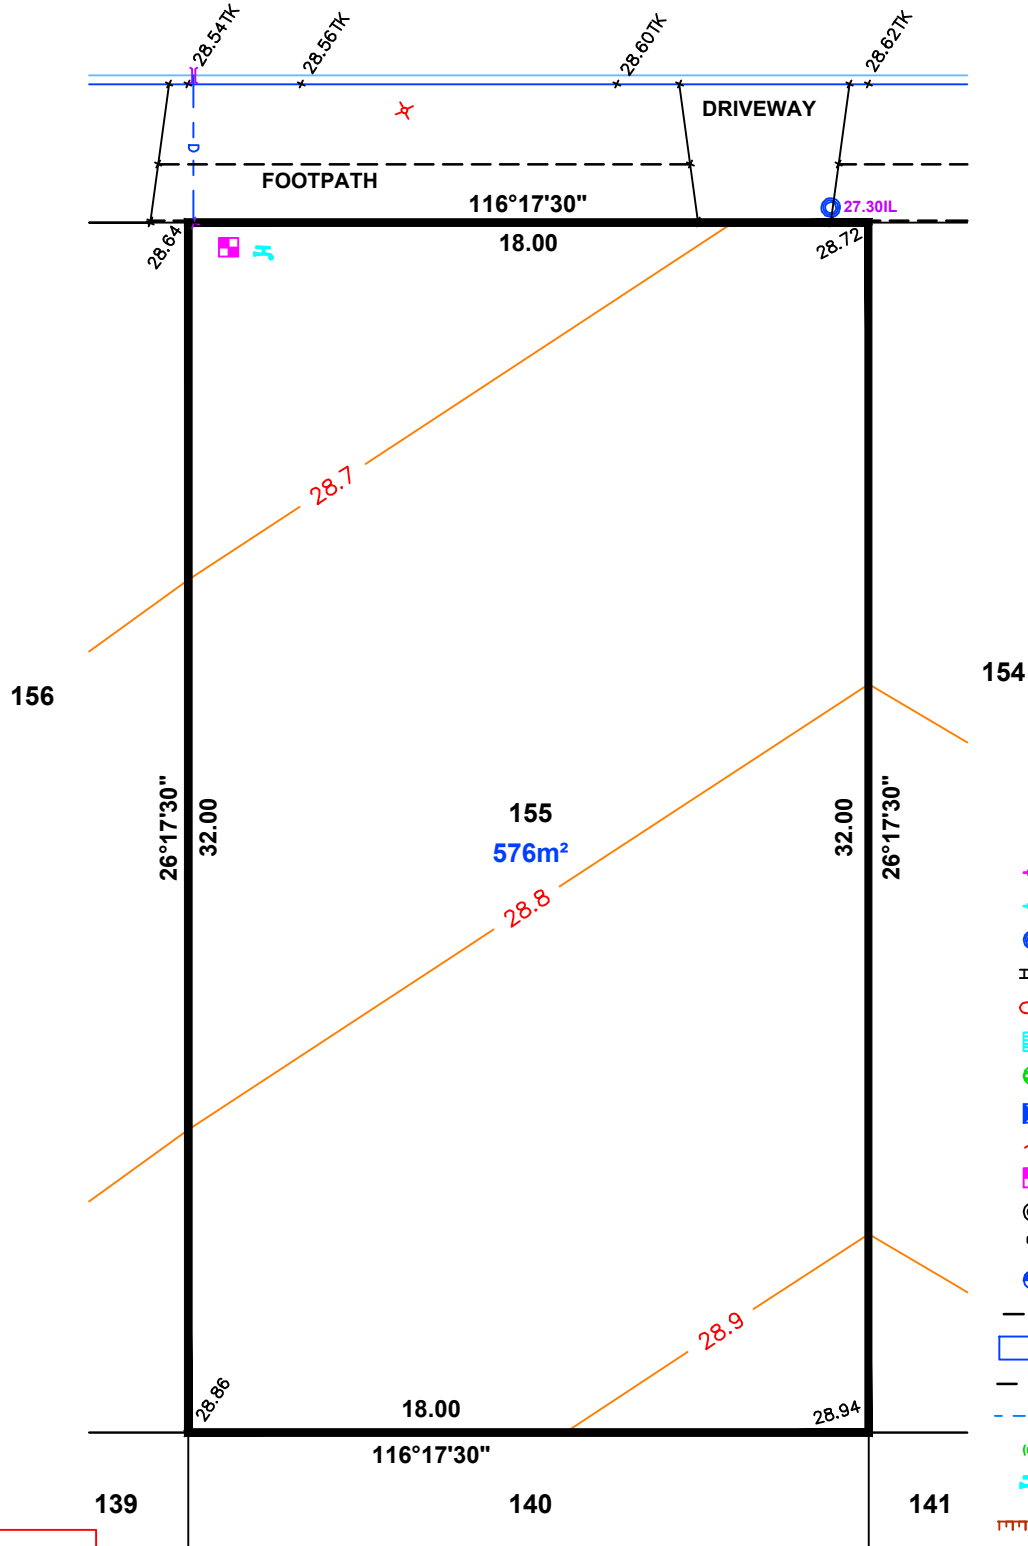 28.54TK
28.56TK
28.60TK
28.62TK
DRIVEWAY
D
FOOTPATH
116°17'30"
27.30IL
28.64
18.00
28.72
28.7
156
154
26°17'30"
32.00
155
576m²
32.00
26°17'30"
28.8
28.9
28.86
18.00
28.94
116°17'30"
139
140
141